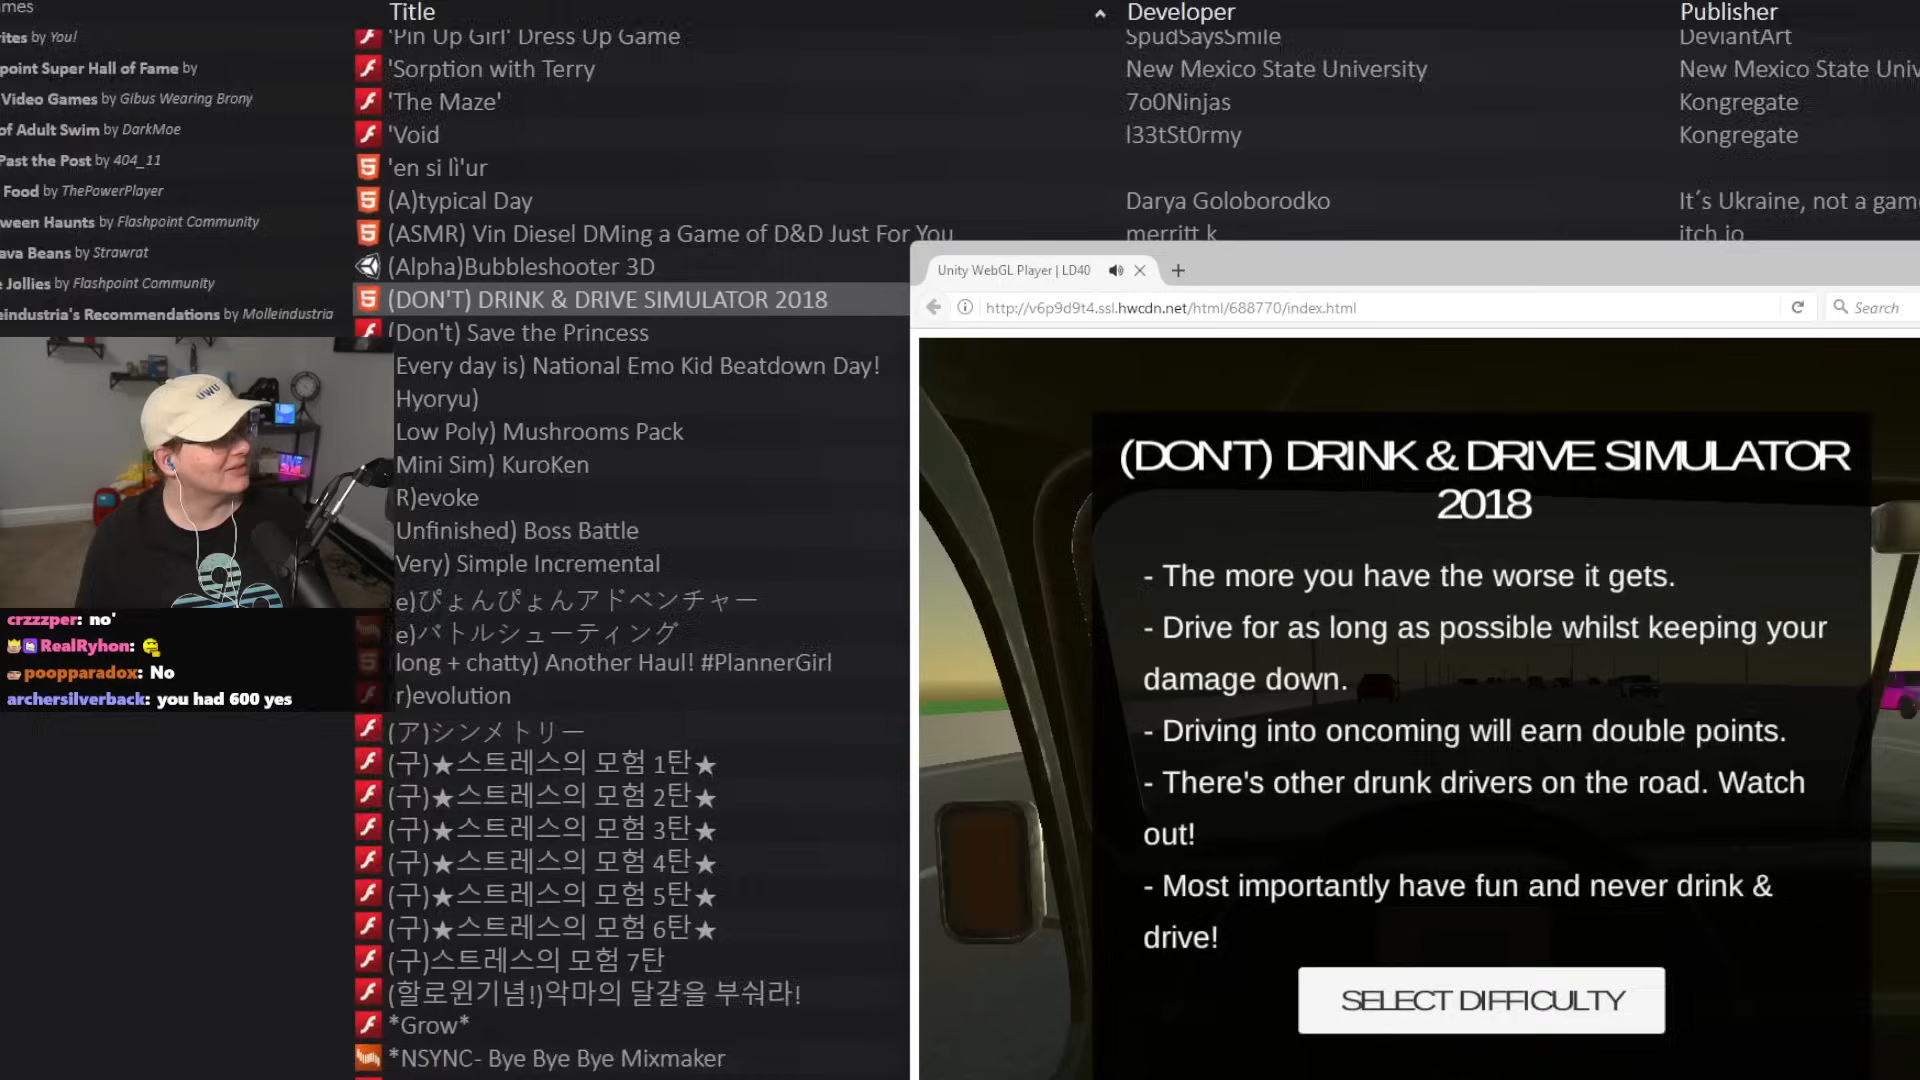 Title
Developer
Publisher
ames
rites by You!
point Super Hall of Fame by
Video Games by Gibus Wearing Brony
of Adult Swim by DarkMoe
Past the Post by 404_11
Food by ThePowerPlayer
ween Haunts by Flashpoint Community
ava Beans by Strawrat
e Jollies by Flashpoint Community
eindustria's Recommendations by Molleindustria
'Pin Up Girl' Dress Up Game
SpudSaysSmile
DeviantArt
'Sorption with Terry
New Mexico State University
New Mexico State Univ
'The Maze'
7o0Ninjas
Kongregate
'Void
l33tSt0rmy
Kongregate
'en si lì'ur
(A)typical Day
Darya Goloborodko
It´s Ukraine, not a gam
(ASMR) Vin Diesel DMing a Game of D&D Just For You
merritt k
itch.io
(Alpha)Bubbleshooter 3D
(DON'T) DRINK & DRIVE SIMULATOR 2018
(Don't) Save the Princess
Every day is) National Emo Kid Beatdown Day!
Hyoryu)
Low Poly) Mushrooms Pack
Mini Sim) KuroKen
R)evoke
Unfinished) Boss Battle
Very) Simple Incremental
e)ぴょんぴょんアドベンチャー
e)バトルシューティング
long + chatty) Another Haul! #PlannerGirl
r)evolution
(ア)シンメトリー
(구)★스트레스의 모험 1탄★
(구)★스트레스의 모험 2탄★
(구)★스트레스의 모험 3탄★
(구)★스트레스의 모험 4탄★
(구)★스트레스의 모험 5탄★
(구)★스트레스의 모험 6탄★
(구)스트레스의 모험 7탄
(할로윈기념!)악마의 달걀을 부숴라!
*Grow*
*NSYNC- Bye Bye Bye Mixmaker
UWU
LIVE
crzzzper: no'
RealRyhon:
poopparadox: No
archersilverback: you had 600 yes
Unity WebGL Player | LD40
http://v6p9d9t4.ssl.hwcdn.net/html/688770/index.html
Search
(DON'T) DRINK & DRIVE SIMULATOR
2018
- The more you have the worse it gets.
- Drive for as long as possible whilst keeping your
damage down.
- Driving into oncoming will earn double points.
- There's other drunk drivers on the road. Watch
out!
- Most importantly have fun and never drink &
drive!
SELECT DIFFICULTY